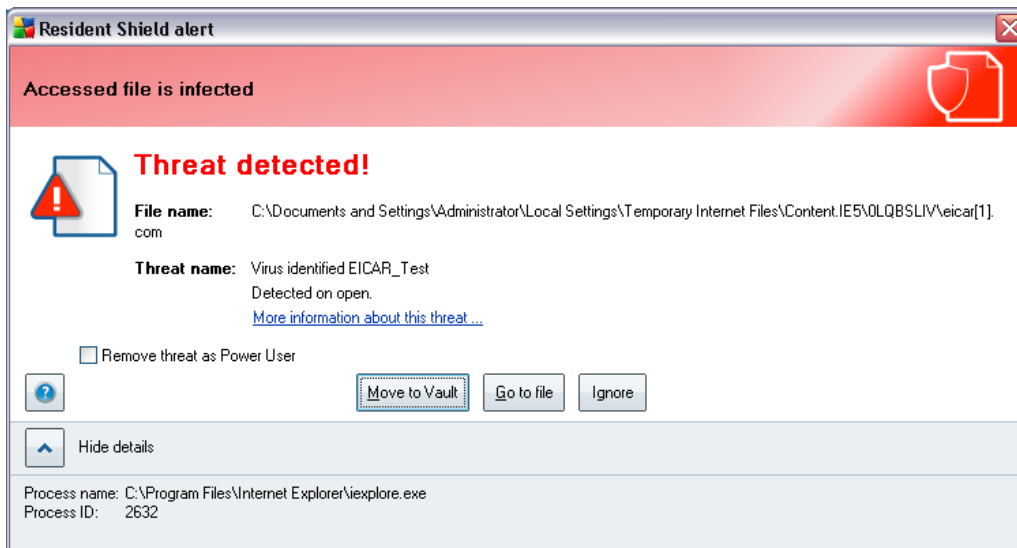 Resident Shield alert
Accessed file is infected
Threat detected!
File name: C:\Documents and Settings\Administrator\Local Settings\Temporary Internet Files\Content.IE5\0LQBSLIV\eicar[1].
com
Threat name: Virus identified EICAR_Test
Detected on open.
More information about this threat ...
Remove threat as Power User
Move to Vault Go to file Ignore
Hide details
Process name: C:\Program Files\Internet Explorer\iexplore.exe
Process ID: 2632